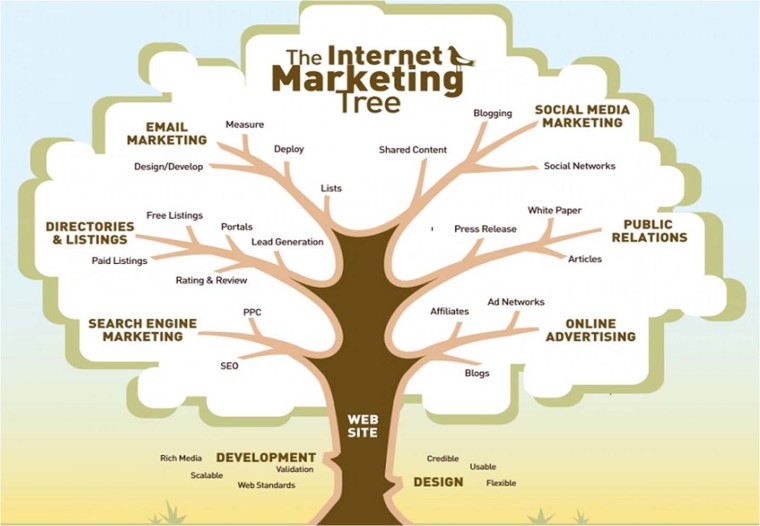 The Internet
Marketing
Tree
EMAIL
MARKETING
Measure
Deploy
Design/Develop
Lists
Shared Content
Blogging
SOCIAL MEDIA
MARKETING
Social Networks
DIRECTORIES
& LISTINGS
Free Listings
Portals
Lead Generation
Paid Listings
Rating & Review
White Paper
Press Release
PUBLIC
RELATIONS
Articles
SEARCH ENGINE
MARKETING
PPC
SEO
Ad Networks
Affiliates
ONLINE
ADVERTISING
Blogs
WEB
SITE
Rich Media
DEVELOPMENT
Validation
Scalable
Web Standards
Credible
Usable
DESIGN
Flexible